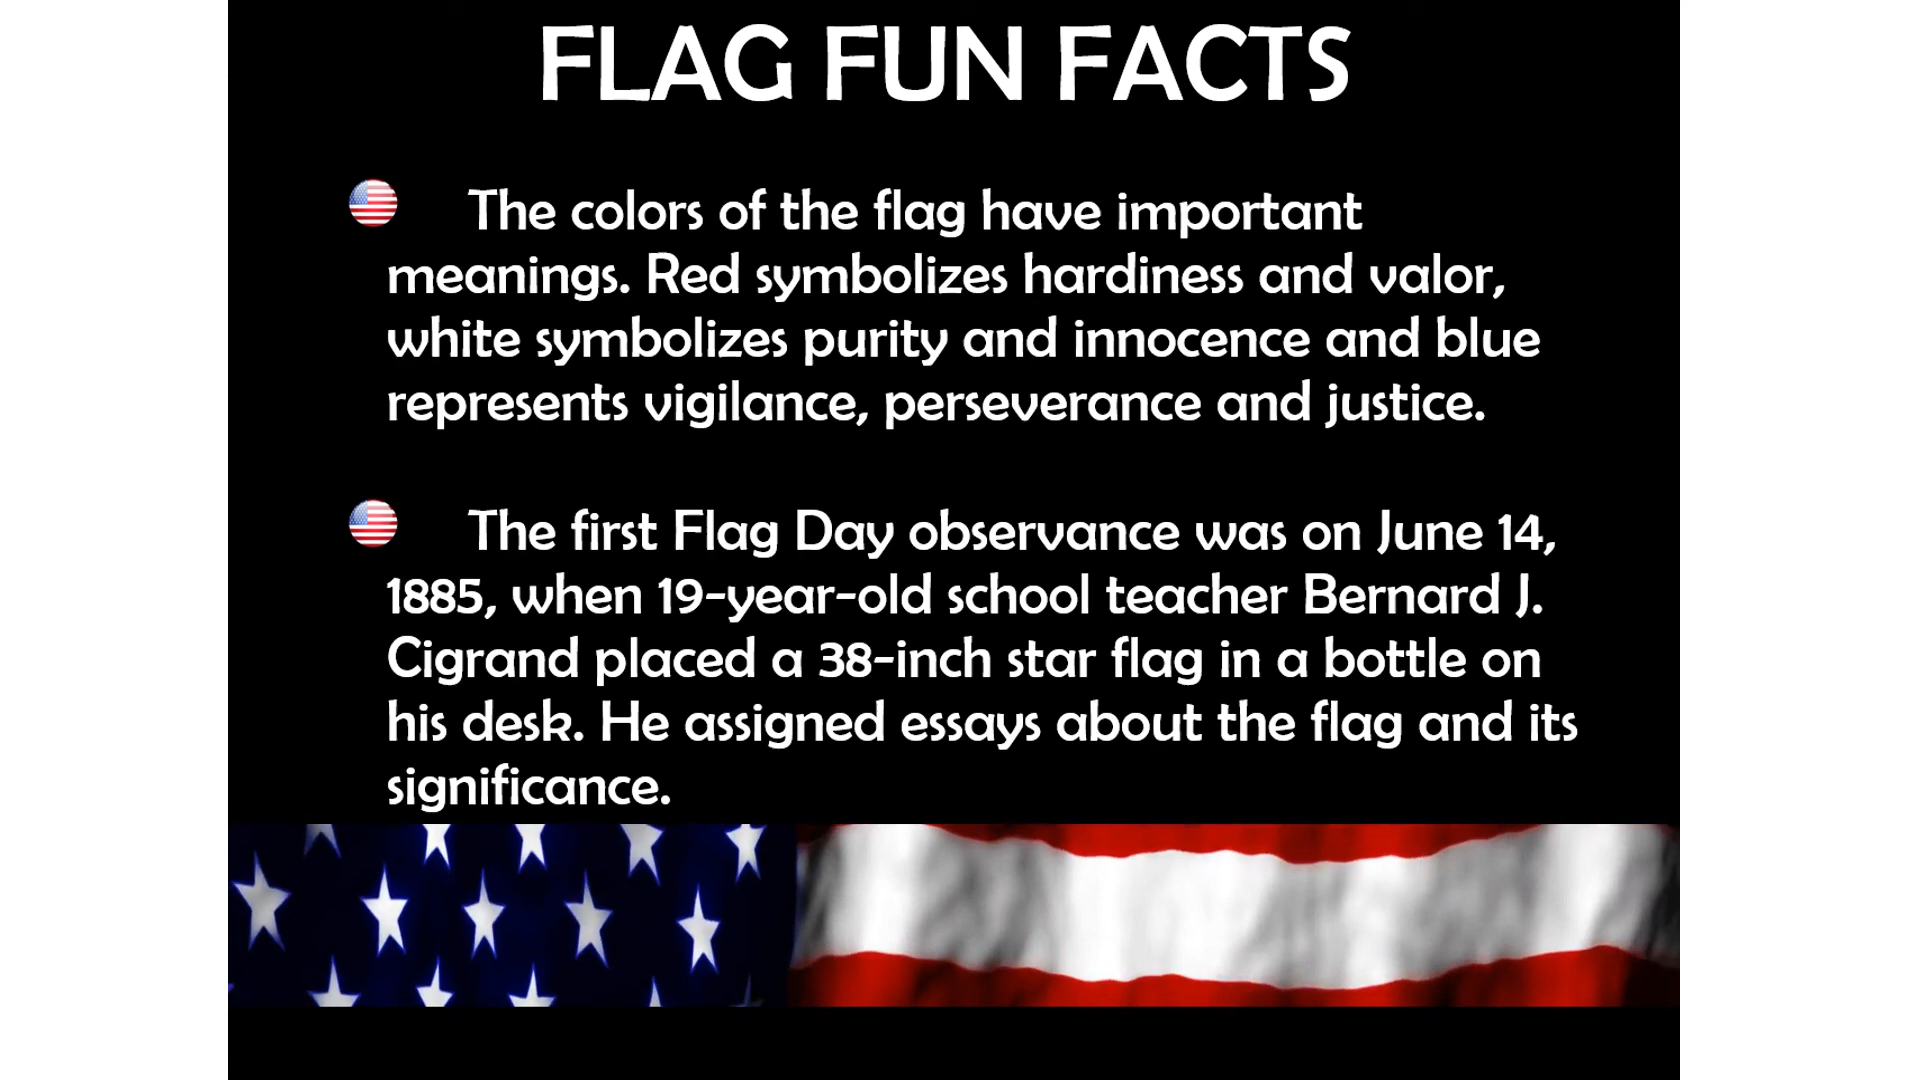 FLAG FUN FACTS
The colors of the flag have important
meanings. Red symbolizes hardiness and valor,
white symbolizes purity and innocence and blue
represents vigilance, perseverance and justice.
The first Flag Day observance was on June 14,
1885, when 19-year-old school teacher Bernard J.
Cigrand placed a 38-inch star flag in a bottle on
his desk. He assigned essays about the flag and its
significance.